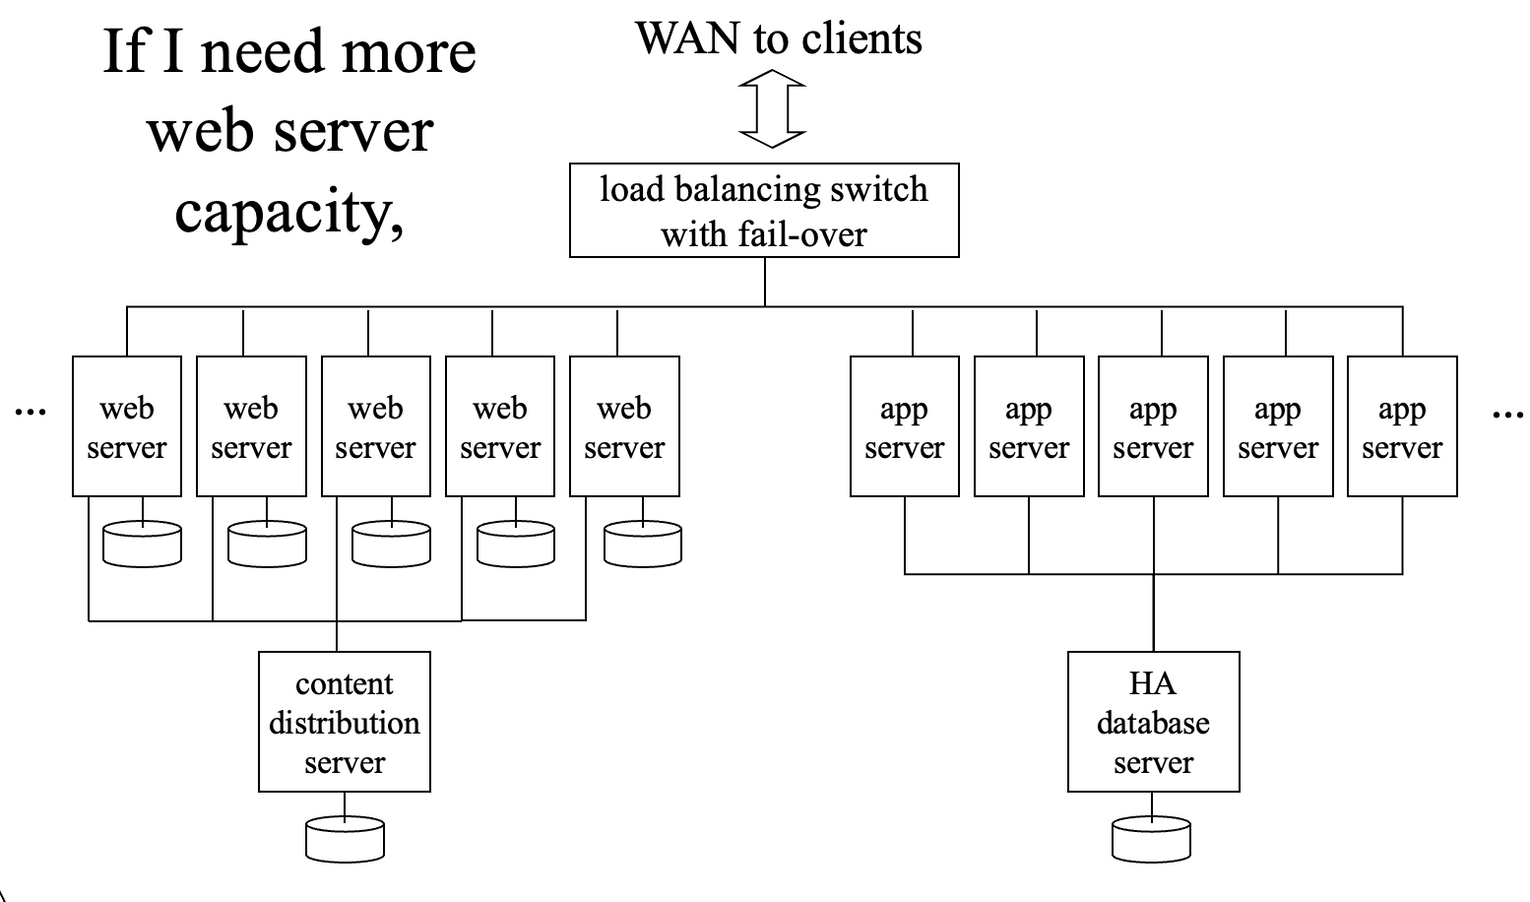 If I need more
web server
capacity,
WAN to clients
load balancing switch
with fail-over
...
web
server
web
server
web
server
web
server
web
server
app
server
app
server
app
server
app
server
app
server
...
content
distribution
server
HA
database
server